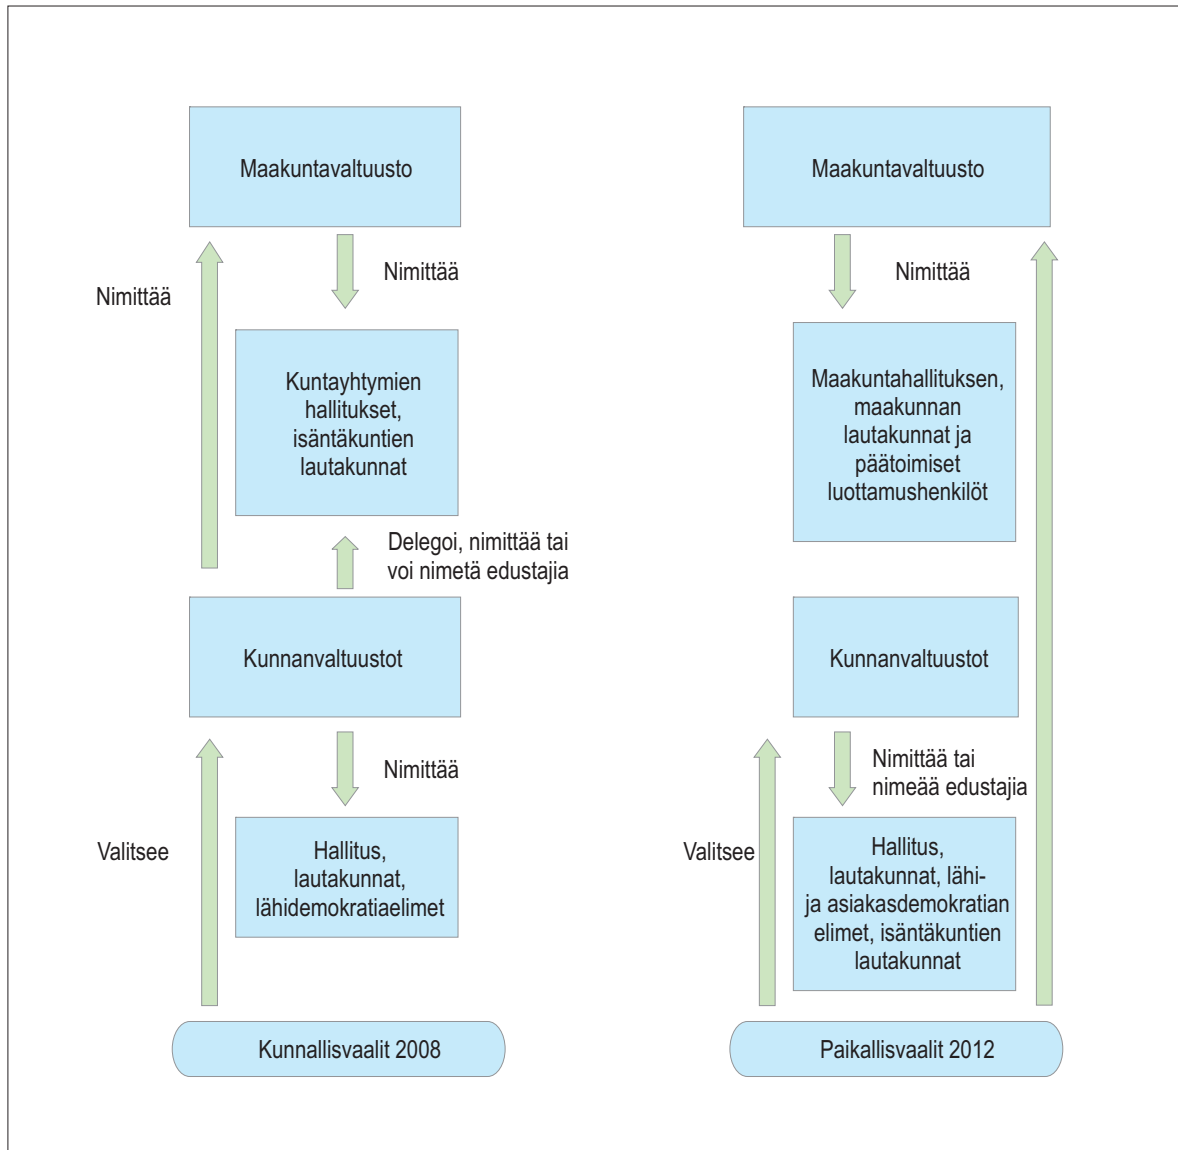 Maakuntavaltuusto
Nimittää
Nimittää
Kuntayhtymien
hallitukset,
isäntäkuntien
lautakunnat
Delegoi, nimittää tai
voi nimetä edustajia
Kunnanvaltuustot
Nimittää
Valitsee
Hallitus,
lautakunnat,
lähidemokratiaelimet
Kunnallisvaalit 2008
Maakuntavaltuusto
Nimittää
Maakuntahallituksen,
maakunnan
lautakunnat ja
päätoimiset
luottamushenkilöt
Kunnanvaltuustot
Nimittää tai
nimeää edustajia
Valitsee
Hallitus,
lautakunnat, lähi-
ja asiakasdemokratian
elimet, isäntäkuntien
lautakunnat
Paikallisvaalit 2012